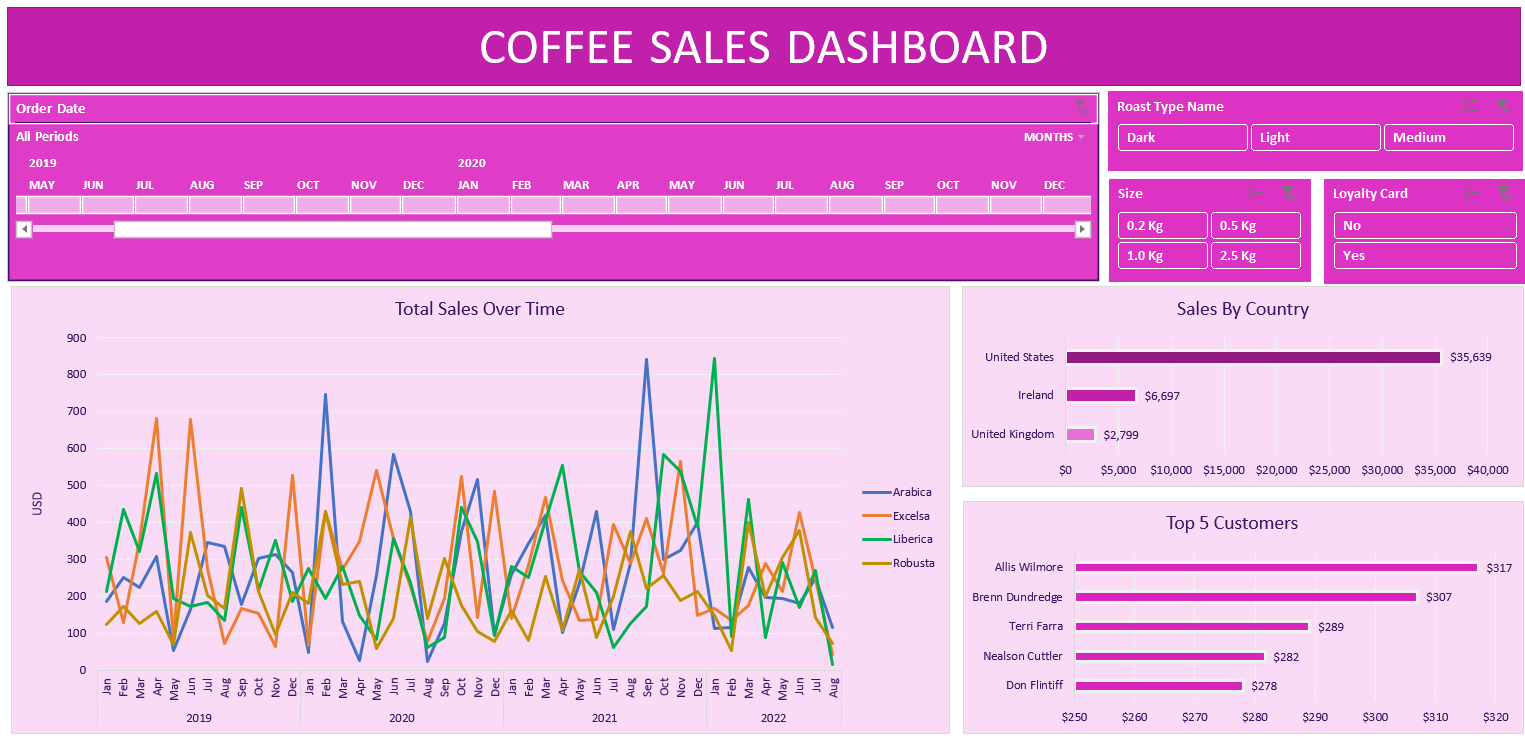 COFFEE SALES DASHBOARD
Order Date
All Periods
MONTHS
2019 2020
MAY JUN JUL AUG SEP OCT NOV DEC JAN FEB MAR APR MAY JUN JUL AUG SEP OCT NOV DEC
Roast Type Name
Dark Light Medium
Size
0.2 Kg 0.5 Kg
1.0 Kg 2.5 Kg
Loyalty Card
No
Yes
Total Sales Over Time
900
800
700
600
500
400
300
200
100
0
USD
Jan Feb Mar Apr May Jun Jul Aug Sep Oct Nov Dec Jan Feb Mar Apr May Jun Jul Aug Sep Oct Nov Dec Jan Feb Mar Apr May Jun Jul Aug Sep Oct Nov Dec Jan Feb Mar Apr May Jun Jul Aug
2019 2020 2021 2022
Arabica
Excelsa
Liberica
Robusta
Sales By Country
United States $35,639
Ireland $6,697
United Kingdom $2,799
$0 $5,000 $10,000 $15,000 $20,000 $25,000 $30,000 $35,000 $40,000
Top 5 Customers
Allis Wilmore $317
Brenn Dundredge $307
Terri Farra $289
Nealson Cuttler $282
Don Flintiff $278
$250 $260 $270 $280 $290 $300 $310 $320